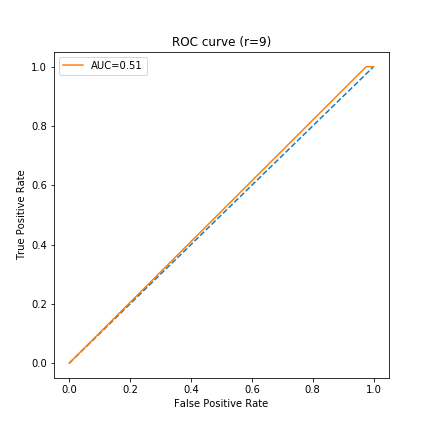 ROC curve (r=9)
AUC=0.51
True Positive Rate
1.0
0.8
0.6
0.4
0.2
0.0
0.0 0.2 0.4 0.6 0.8 1.0
False Positive Rate